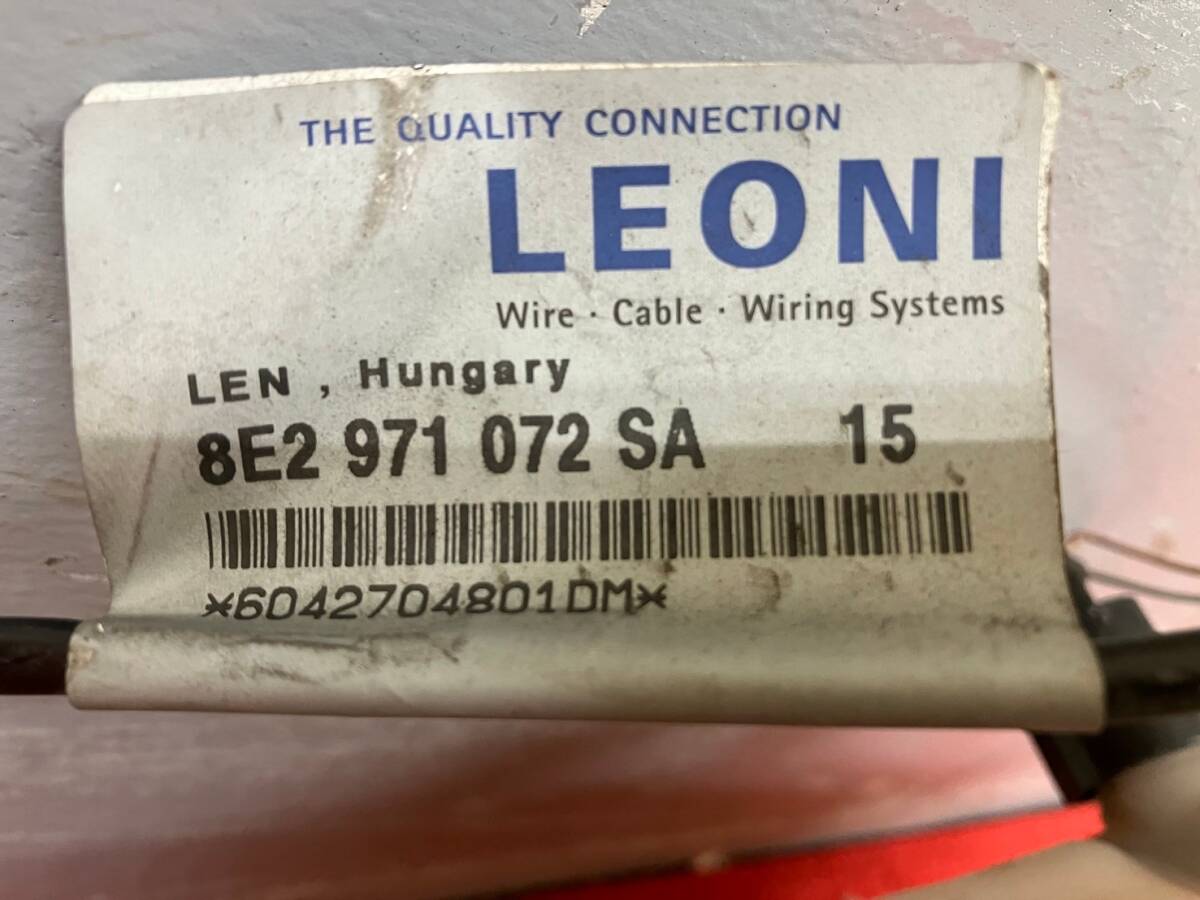 THE QUALITY CONNECTION
LEONI
Wire · Cable · Wiring Systems
LEN , Hungary
8E2 971 072 SA 15
*6042704801DM*